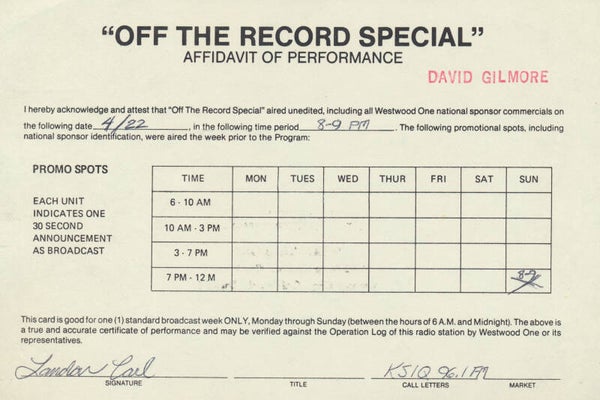 "OFF THE RECORD SPECIAL"
AFFIDAVIT OF PERFORMANCE
DAVID GILMORE
I hereby acknowledge and attest that "Off The Record Special" aired unedited, including all Westwood One national sponsor commercials on
the following date 4/22, in the following time period 8-9 PM. The following promotional spots, including
national sponsor identification, were aired the week prior to the Program:
PROMO SPOTS
EACH UNIT
INDICATES ONE
30 SECOND
ANNOUNCEMENT
AS BROADCAST
TIME MON TUES WED THUR FRI SAT SUN
6 - 10 AM
10 AM - 3 PM
3 - 7 PM
7 PM - 12 M 8-9
This card is good for one (1) standard broadcast week ONLY, Monday through Sunday (between the hours of 6 A.M. and Midnight). The above is
a true and accurate certificate of performance and may be verified against the Operation Log of this radio station by Westwood One or its
representatives.
Landon Carl KSIQ 96.1 FM
SIGNATURE TITLE CALL LETTERS MARKET